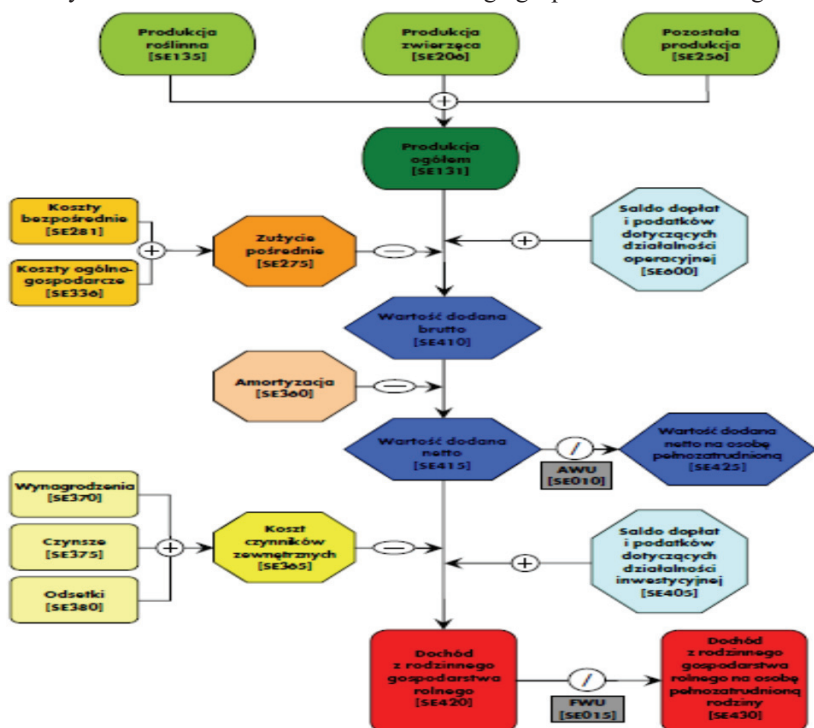 Produkcja
roślinna
[SE135]
Produkcja
zwierzęca
[SE206]
Pozostała
produkcja
[SE256]
+
Produkcja
ogółem
[SE131]
Koszty
bezpośrednie
[SE281]
+
Koszty ogólno-
gospodarcze
[SE336]
Zużycie
pośrednie
[SE275]
—
+
Saldo dopłat
i podatków
dotyczących
działalności
operacyjnej
[SE600]
Wartość dodana
brutto
[SE410]
Amortyzacja
[SE360]
—
Wartość dodana
netto
[SE415]
/
AWU
[SE010]
Wartość dodana
netto na osobę
pełnozatrudnioną
[SE425]
Wynagrodzenia
[SE370]
Czynsze
[SE375]
+
Odsetki
[SE380]
Koszt
czynników
zewnętrznych
[SE365]
—
+
Saldo dopłat
i podatków
dotyczących
działalności
inwestycyjnej
[SE405]
Dochód
z rodzinnego
gospodarstwa
rolnego
[SE420]
/
FWU
[SE015]
Dochód
z rodzinnego
gospodarstwa
rolnego na osobę
pełnozatrudnioną
rodziny
[SE430]